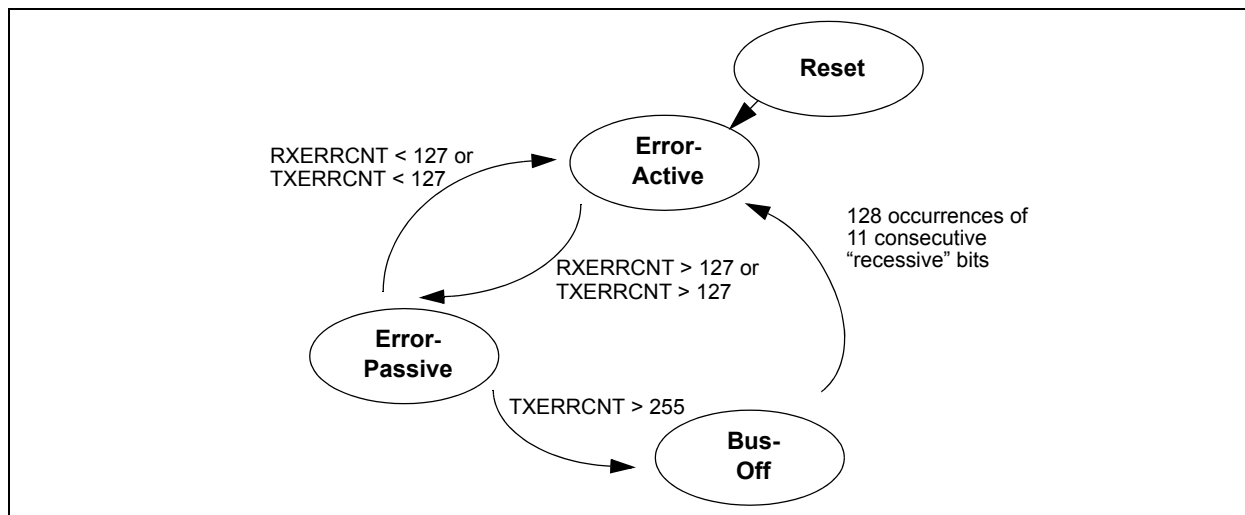 Reset
Error-
Active
RXERRCNT < 127 or
TXERRCNT < 127
128 occurrences of
11 consecutive
“recessive” bits
RXERRCNT > 127 or
TXERRCNT > 127
Error-
Passive
TXERRCNT > 255
Bus-
Off